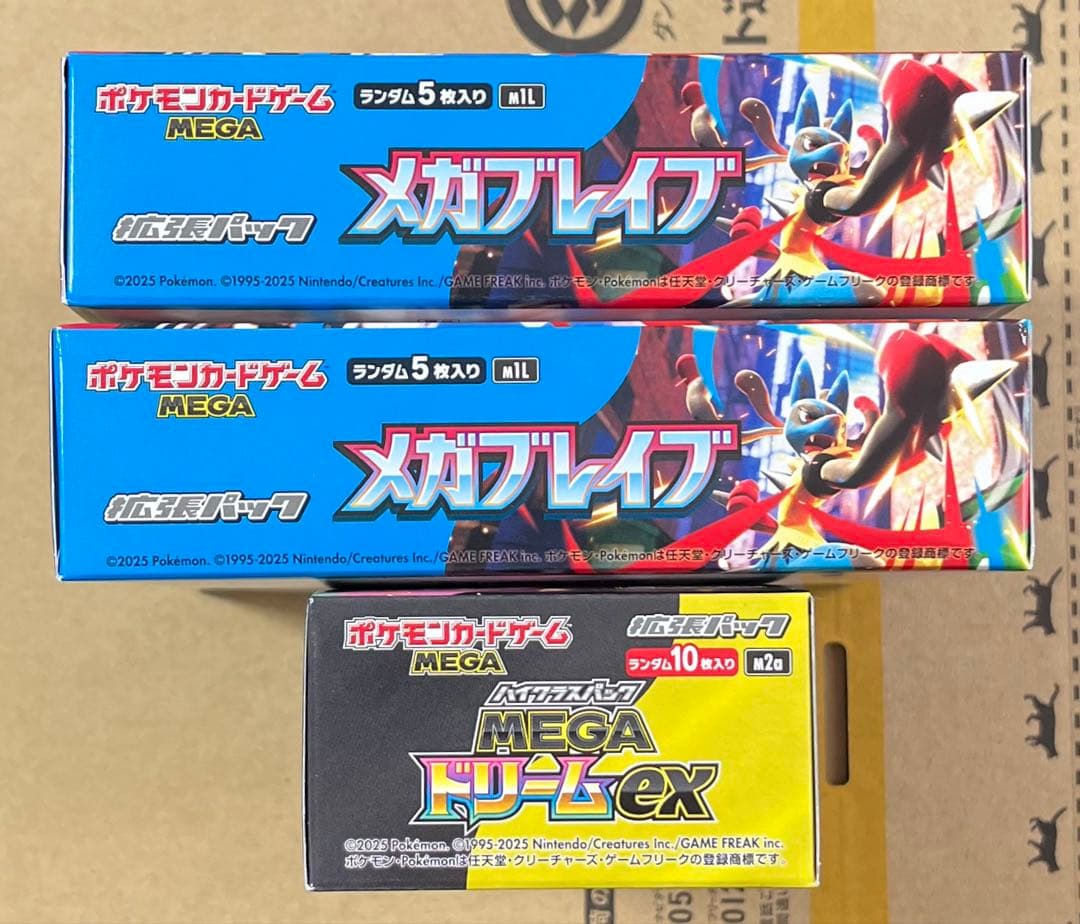 ポケモンカードゲーム
MEGA
ランダム5枚入り M1L
メガブレイブ
拡張パック
©2025 Pokémon. ©1995-2025 Nintendo/Creatures Inc./GAME FREAK inc. ポケモン・Pokémonは任天堂・クリーチャーズ・ゲームフリークの登録商標です。
ポケモンカードゲーム
MEGA
ランダム5枚入り M1L
メガブレイブ
拡張パック
©2025 Pokémon. ©1995-2025 Nintendo/Creatures Inc./GAME FREAK inc. ポケモン・Pokémonは任天堂・クリーチャーズ・ゲームフリークの登録商標です。
ポケモンカードゲーム
MEGA
拡張パック
ランダム10枚入り M2a
ハイクラスパック
MEGA
ドリームex
©2025 Pokémon. ©1995-2025 Nintendo/Creatures Inc./GAME FREAK inc.
ポケモン・Pokémonは任天堂・クリーチャーズ・ゲームフリークの登録商標です。